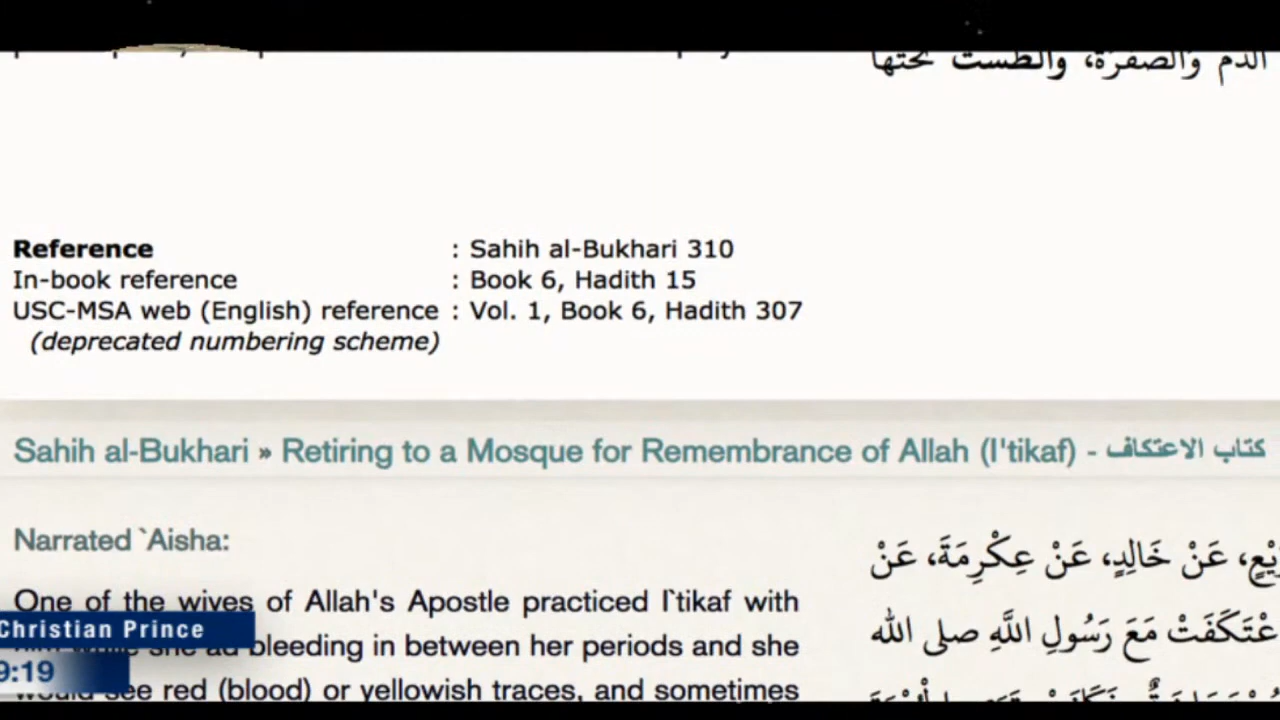 الدم والصفرة، والطست تحتها
Reference : Sahih al-Bukhari 310
In-book reference : Book 6, Hadith 15
USC-MSA web (English) reference : Vol. 1, Book 6, Hadith 307
(deprecated numbering scheme)
Sahih al-Bukhari » Retiring to a Mosque for Remembrance of Allah (I'tikaf) - كتاب الاعتكاف
Narrated `Aisha:
عَنْ خَالِدٍ، عَنْ عِكْرِمَةَ، عَنْ
One of the wives of Allah's Apostle practiced I`tikaf with
عْتَكَفَتْ مَعَ رَسُولِ اللَّهِ صلى الله
bleeding in between her periods and she
would see red (blood) or yellowish traces, and sometimes
Christian Prince
9:19